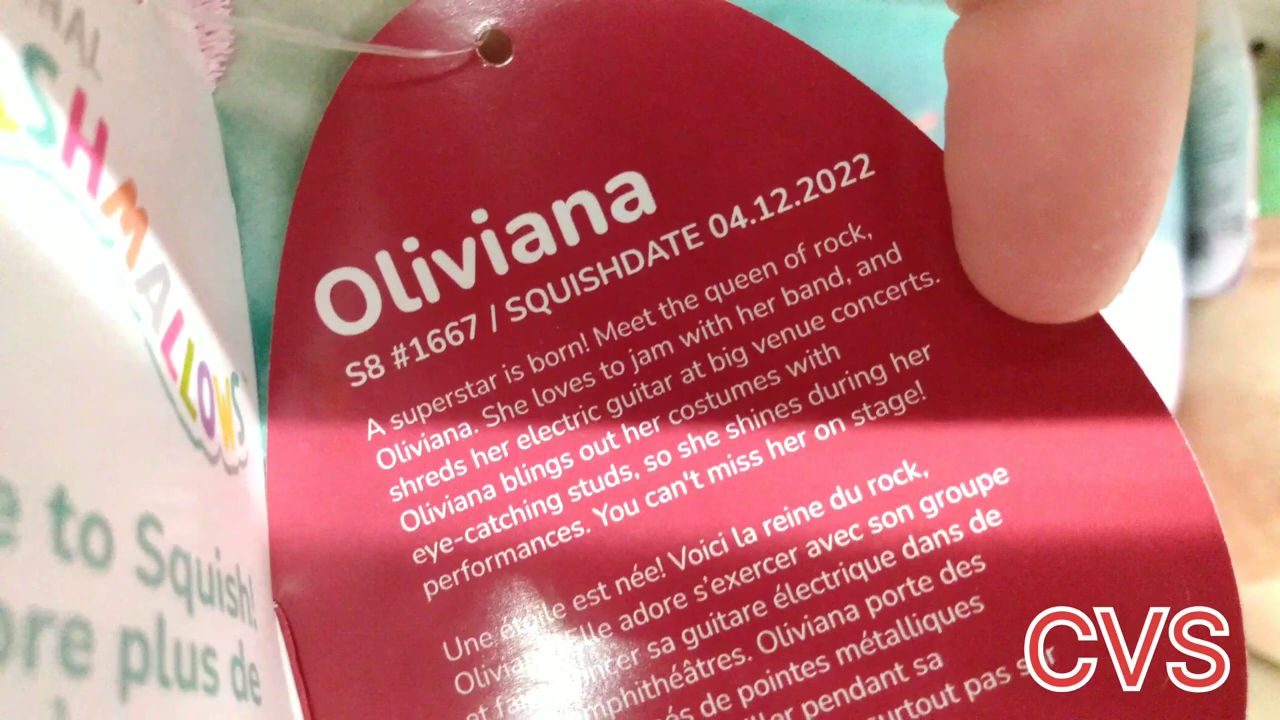 SHMALLOWS
to Squish!
plus de
Oliviana
S8 #1667 / SQUISHDATE 04.12.2022
A superstar is born! Meet the queen of rock,
Oliviana. She loves to jam with her band, and
shreds her electric guitar at big venue concerts.
Oliviana blings out her costumes with
eye-catching studs, so she shines during her
performances. You can't miss her on stage!
Une est née! Voici la reine du rock,
adore s'exercer avec son groupe
sa guitare électrique dans de
Oliviana porte des
de pointes métalliques
pendant sa
surtout pas
CVS